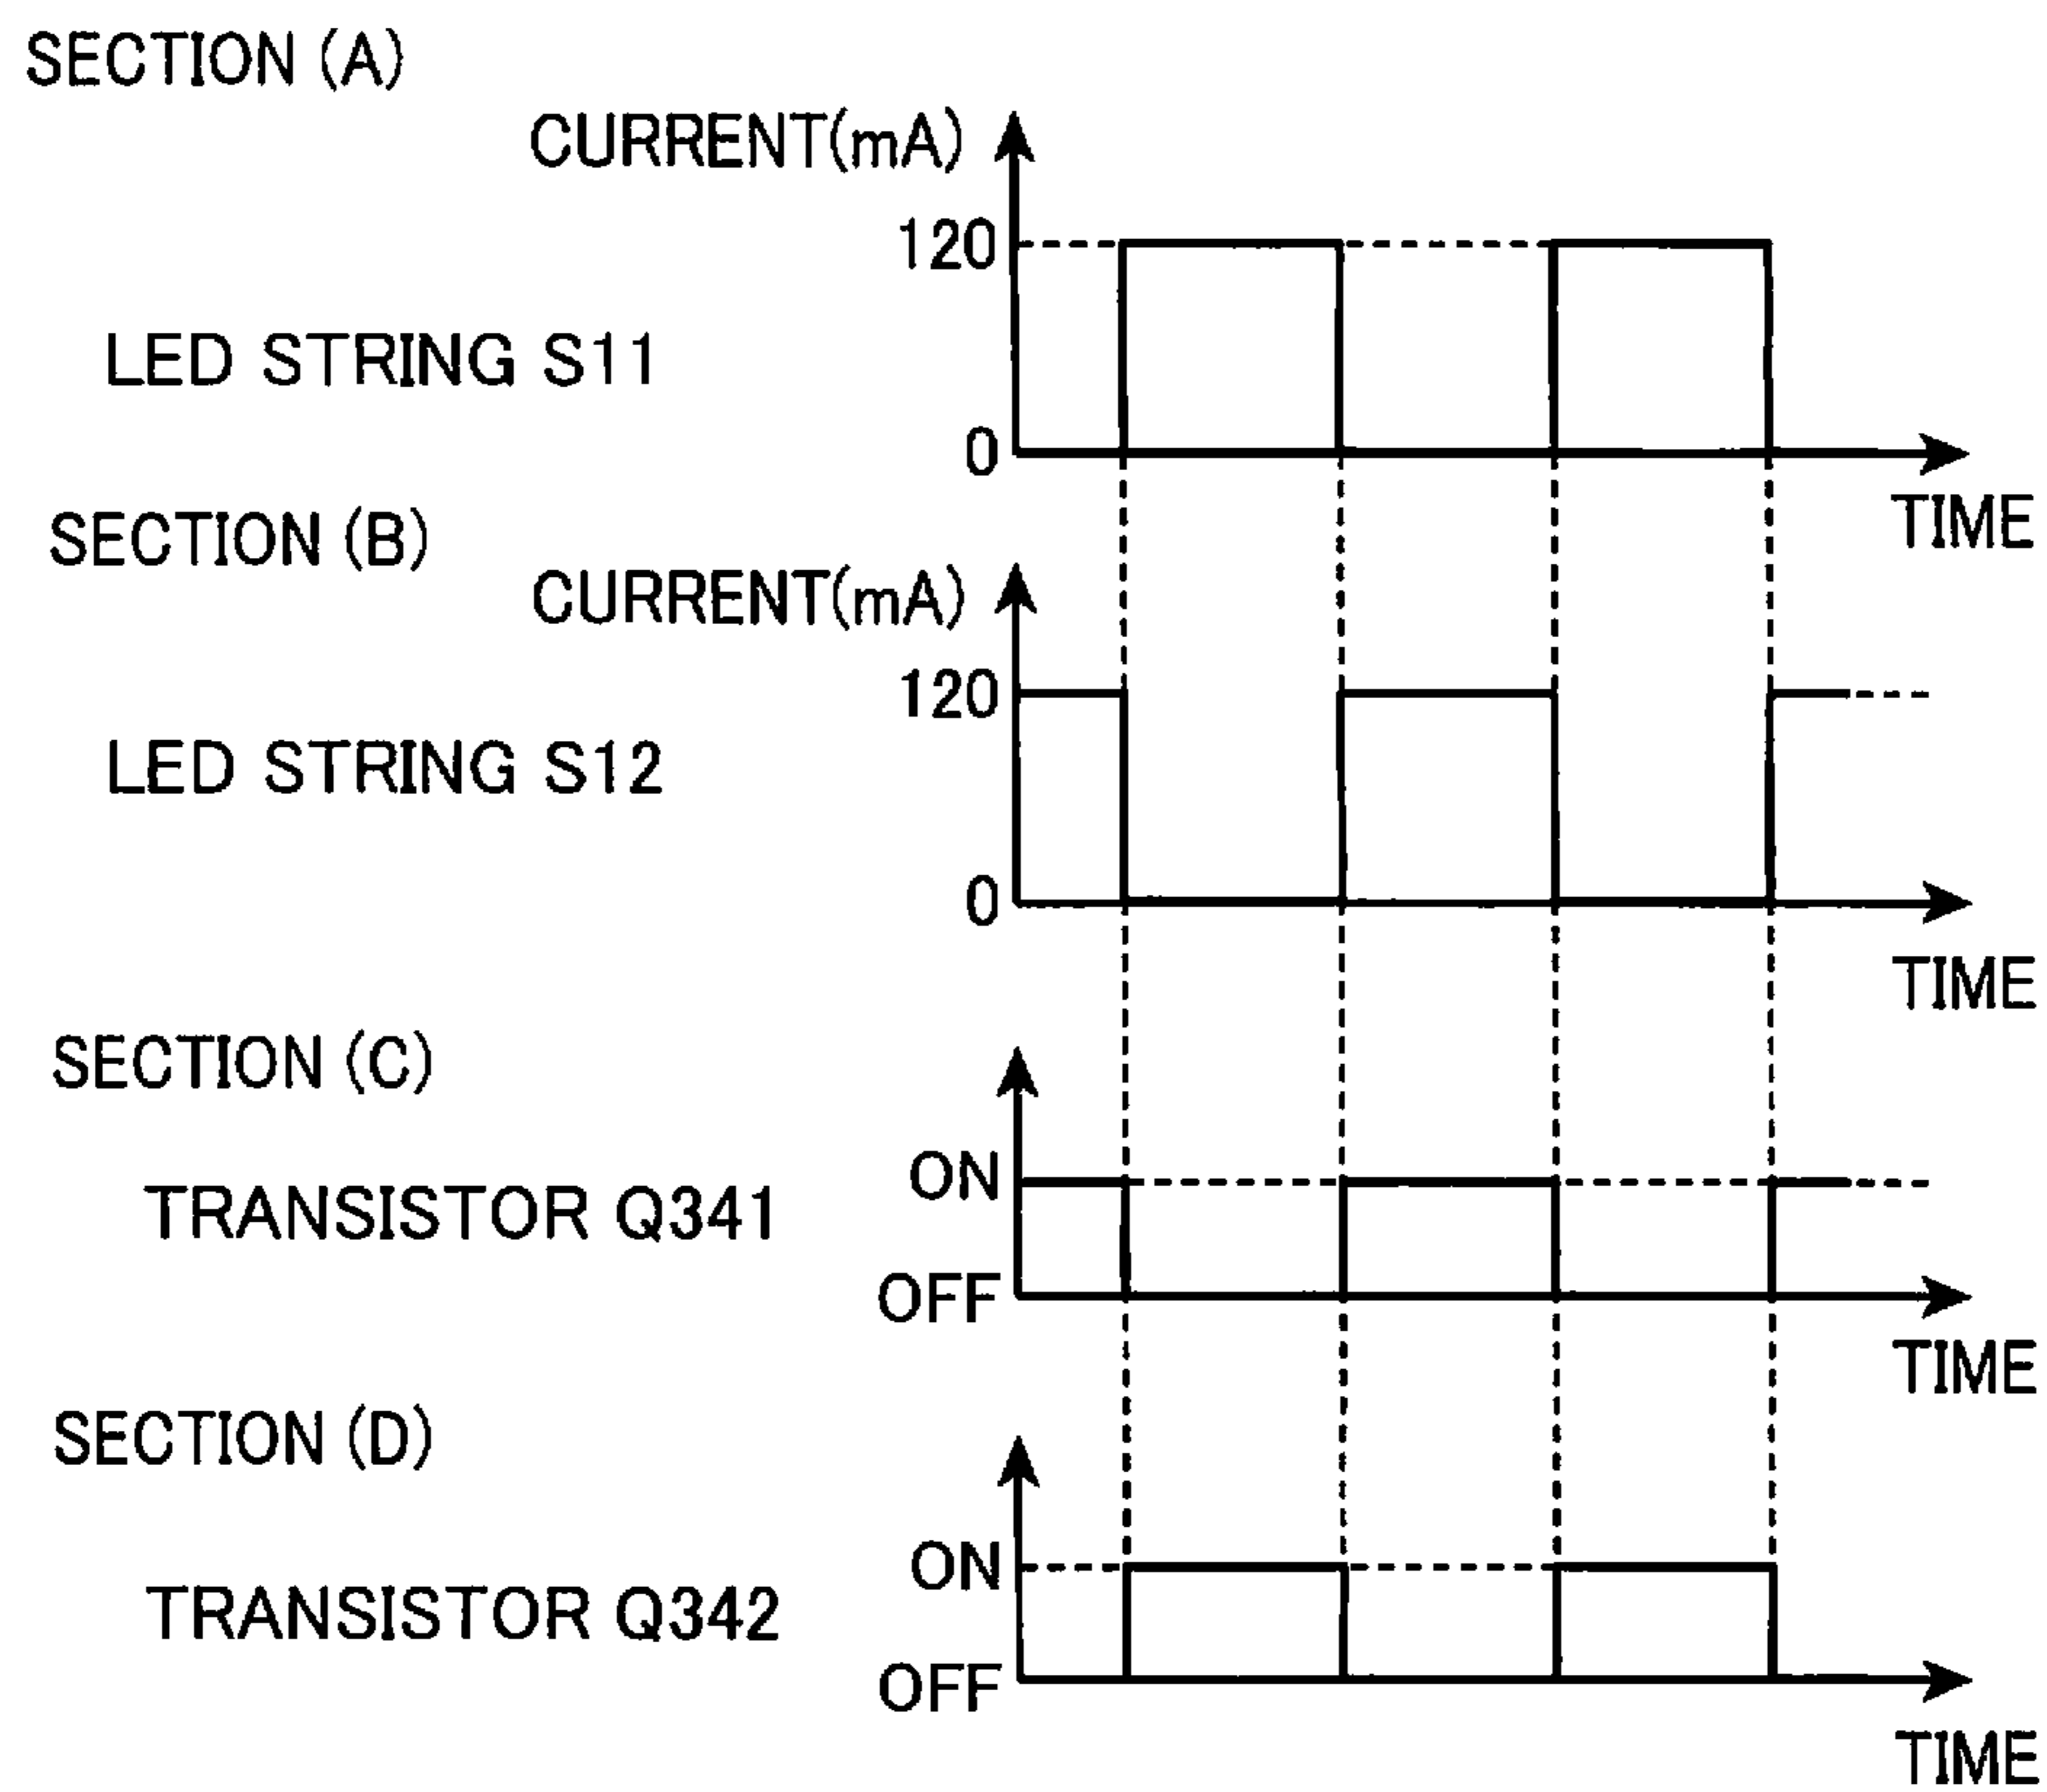 SECTION (A)
CURRENT(mA)
120
LED STRING S11
0
TIME
SECTION (B)
CURRENT(mA)
120
LED STRING S12
0
TIME
SECTION (C)
ON
TRANSISTOR Q341
OFF
TIME
SECTION (D)
ON
TRANSISTOR Q342
OFF
TIME